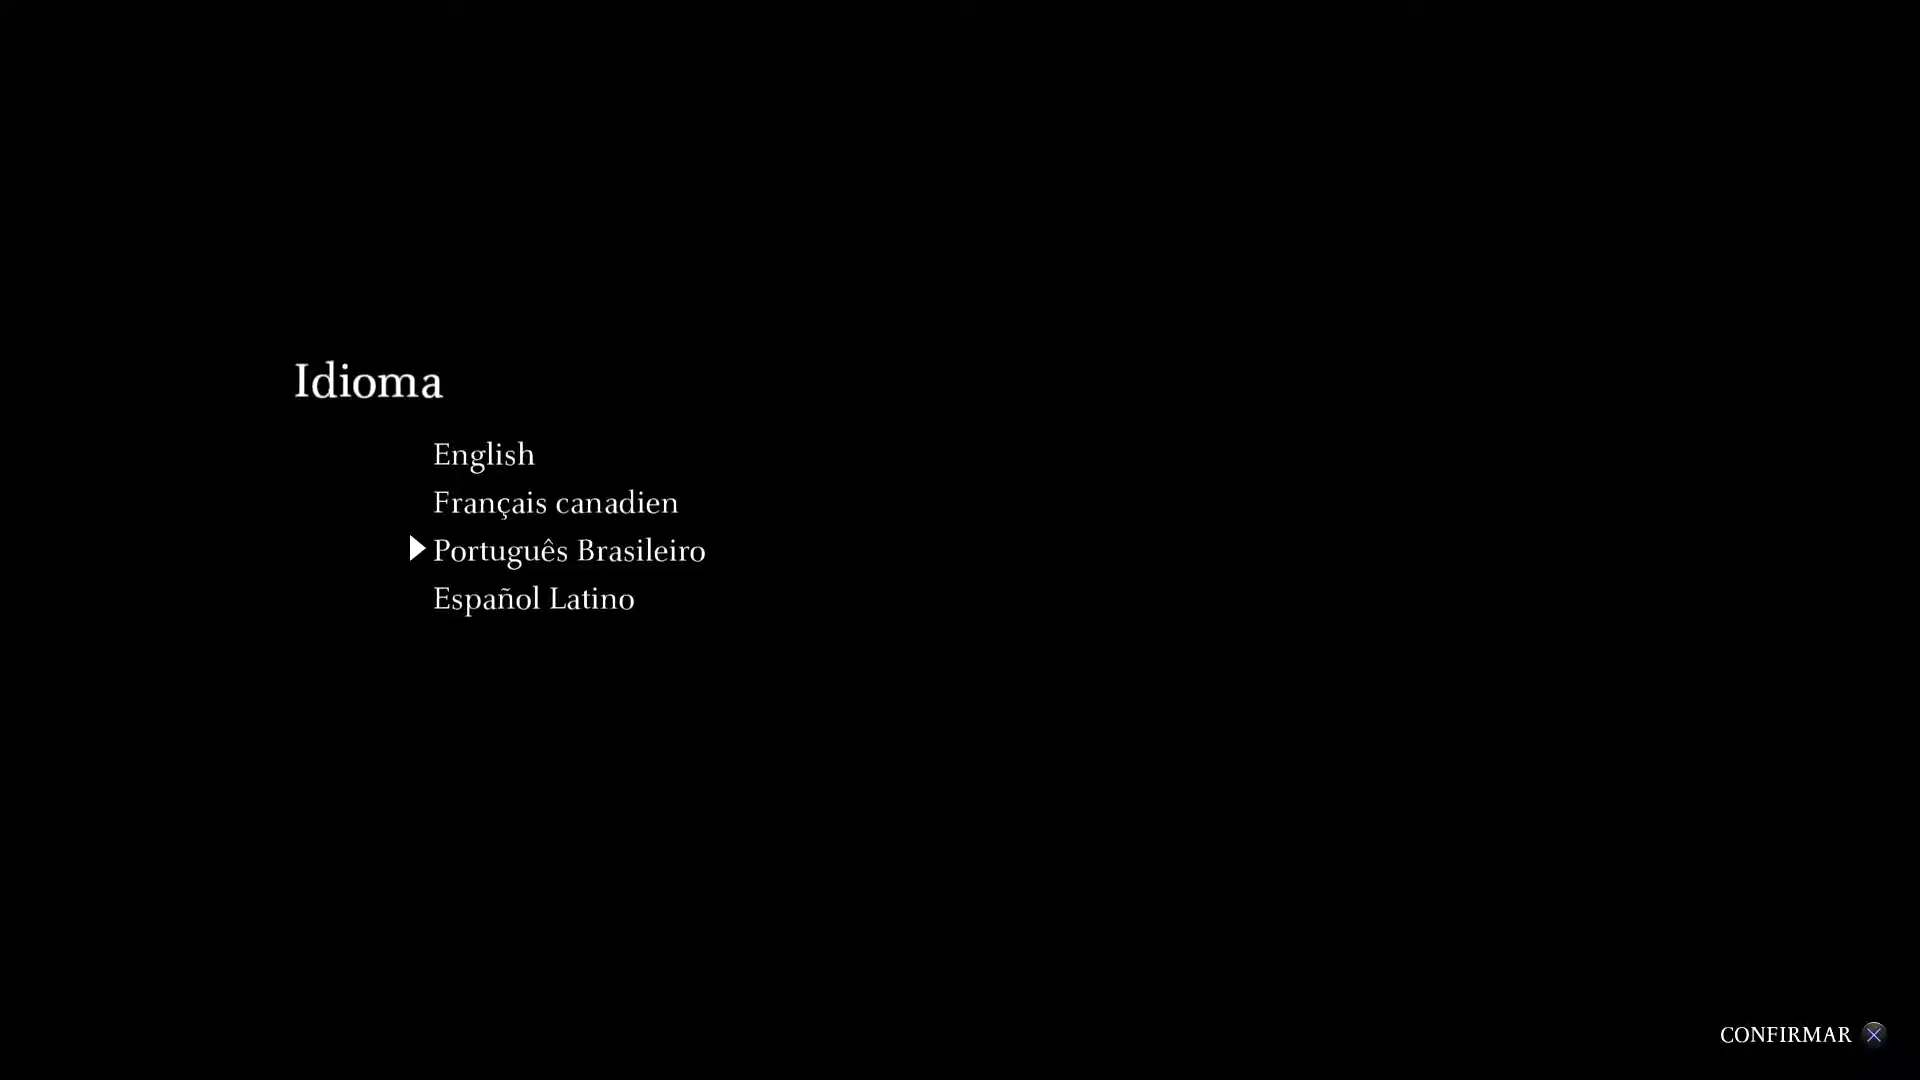 Idioma
English
Français canadien
Português Brasileiro
Español Latino
CONFIRMAR